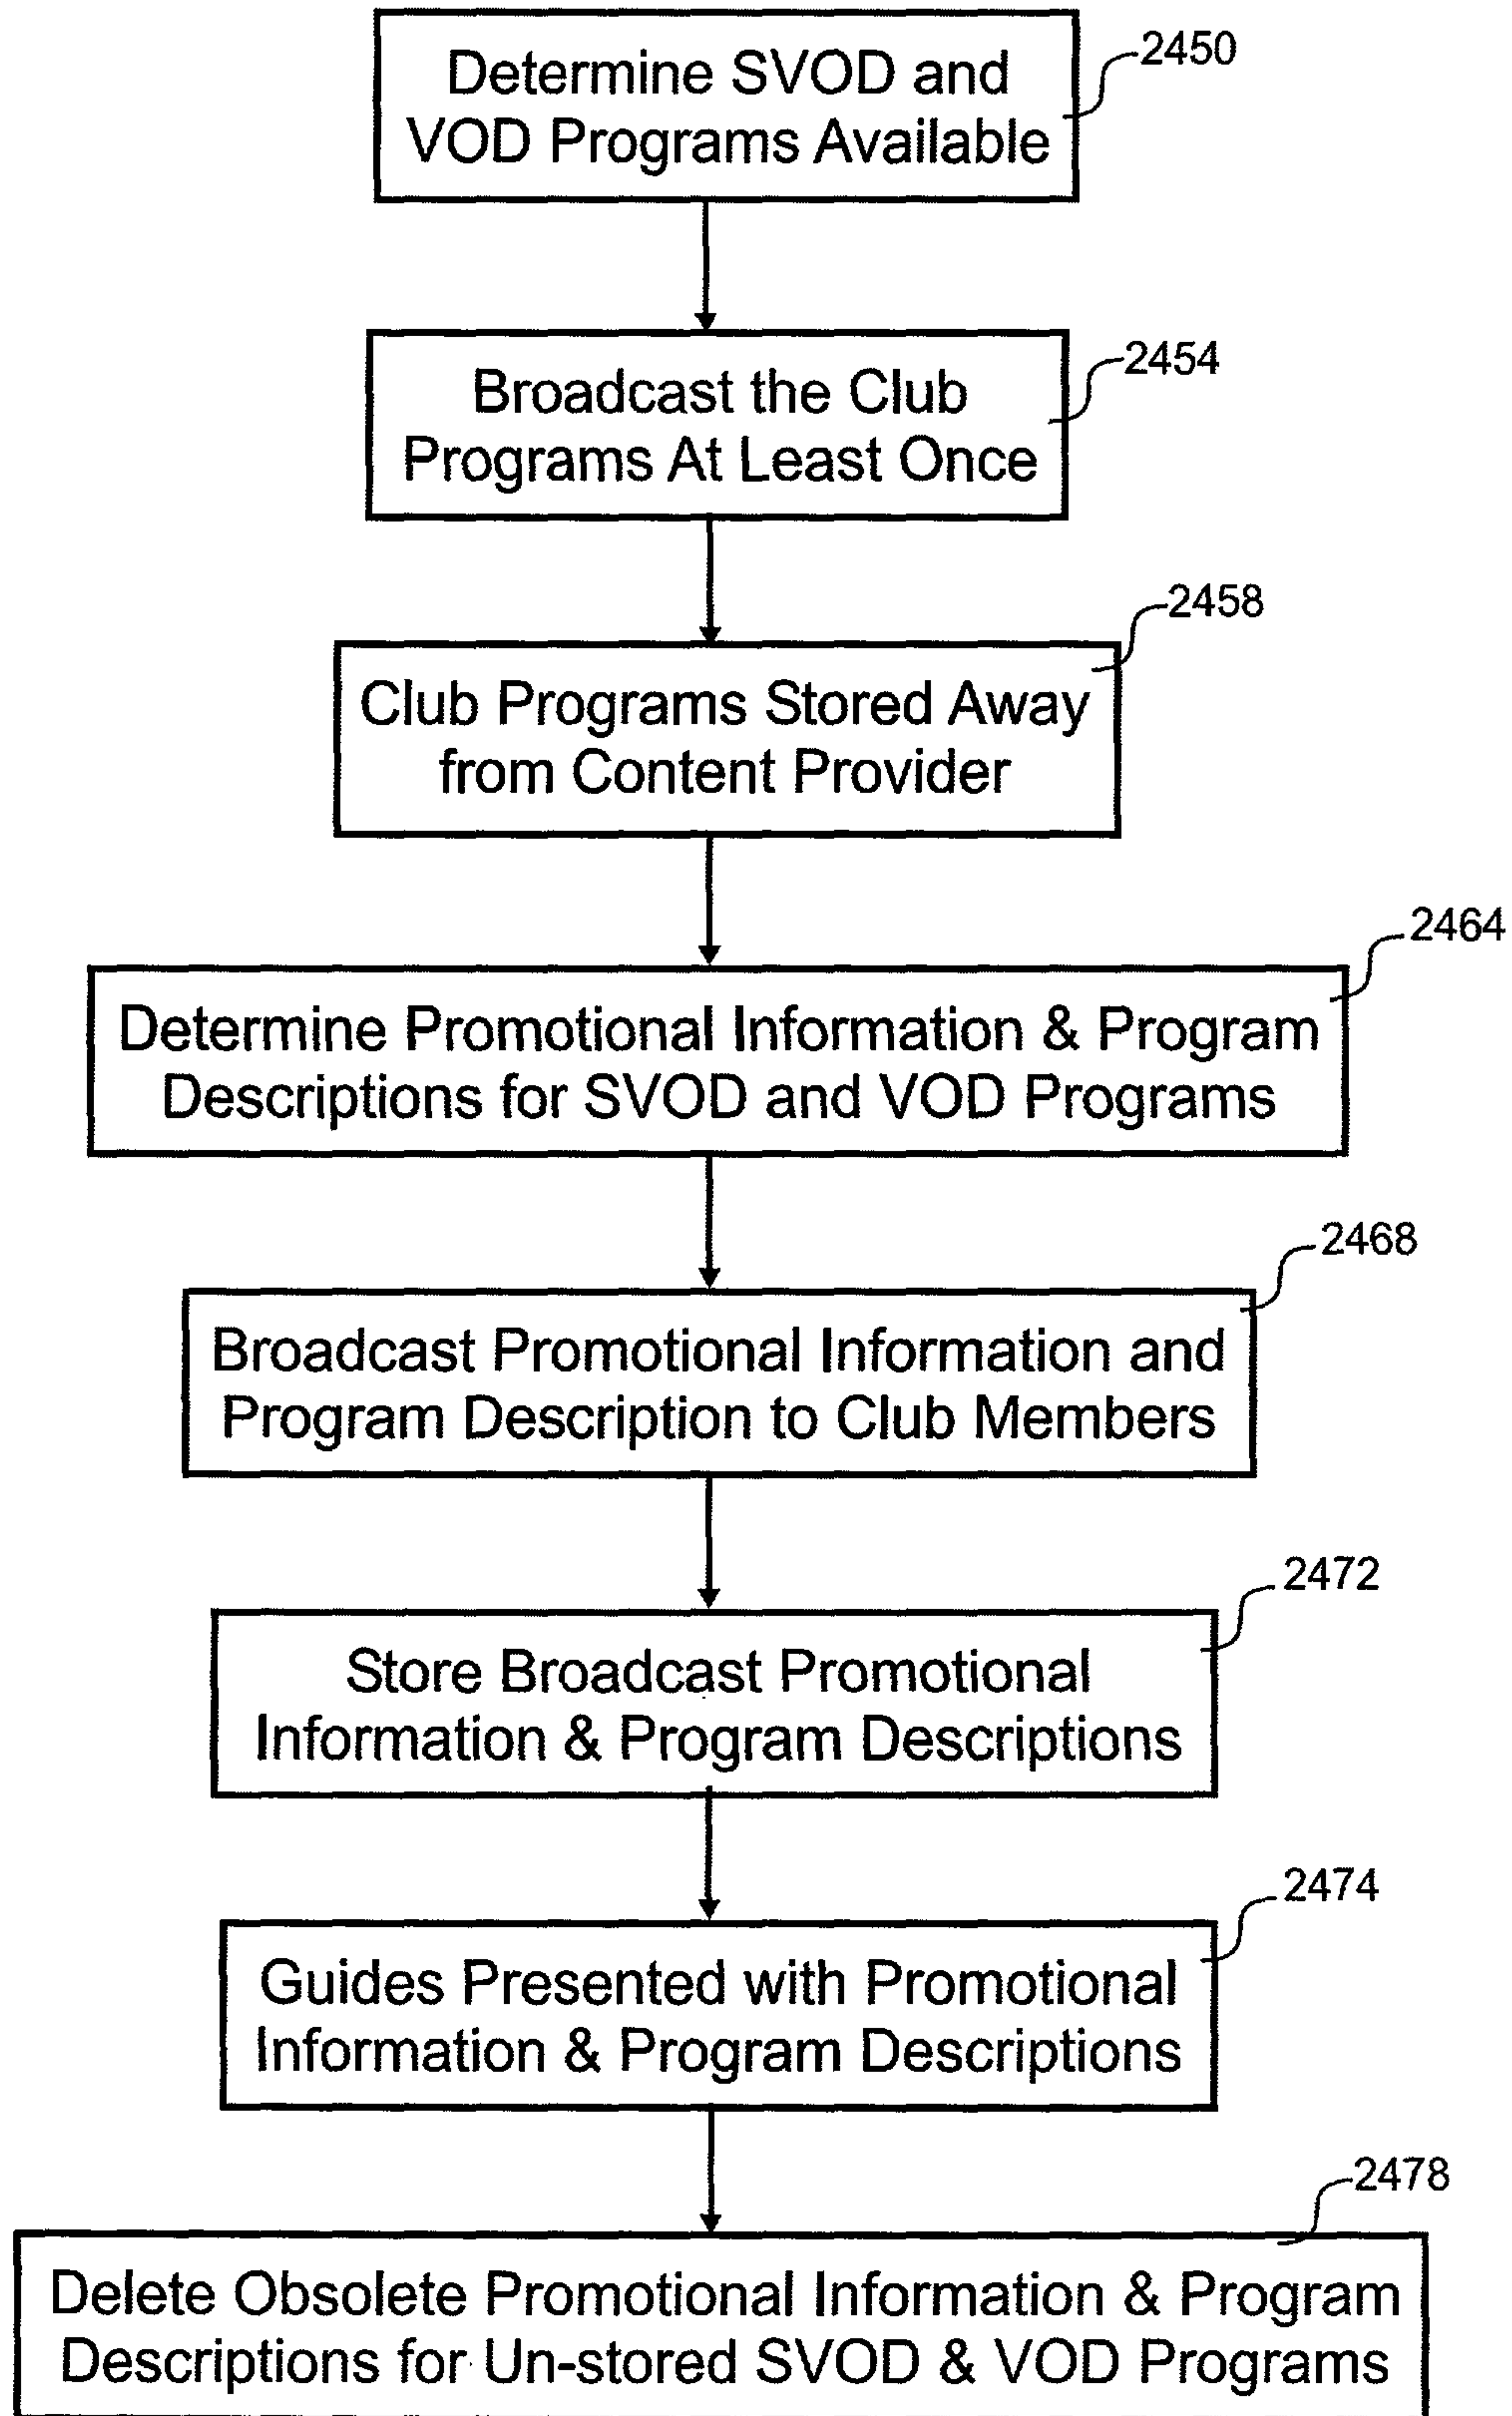 2450
Determine SVOD and
VOD Programs Available
2454
Broadcast the Club
Programs At Least Once
2458
Club Programs Stored Away
from Content Provider
2464
Determine Promotional Information & Program
Descriptions for SVOD and VOD Programs
2468
Broadcast Promotional Information and
Program Description to Club Members
2472
Store Broadcast Promotional
Information & Program Descriptions
2474
Guides Presented with Promotional
Information & Program Descriptions
2478
Delete Obsolete Promotional Information & Program
Descriptions for Un-stored SVOD & VOD Programs